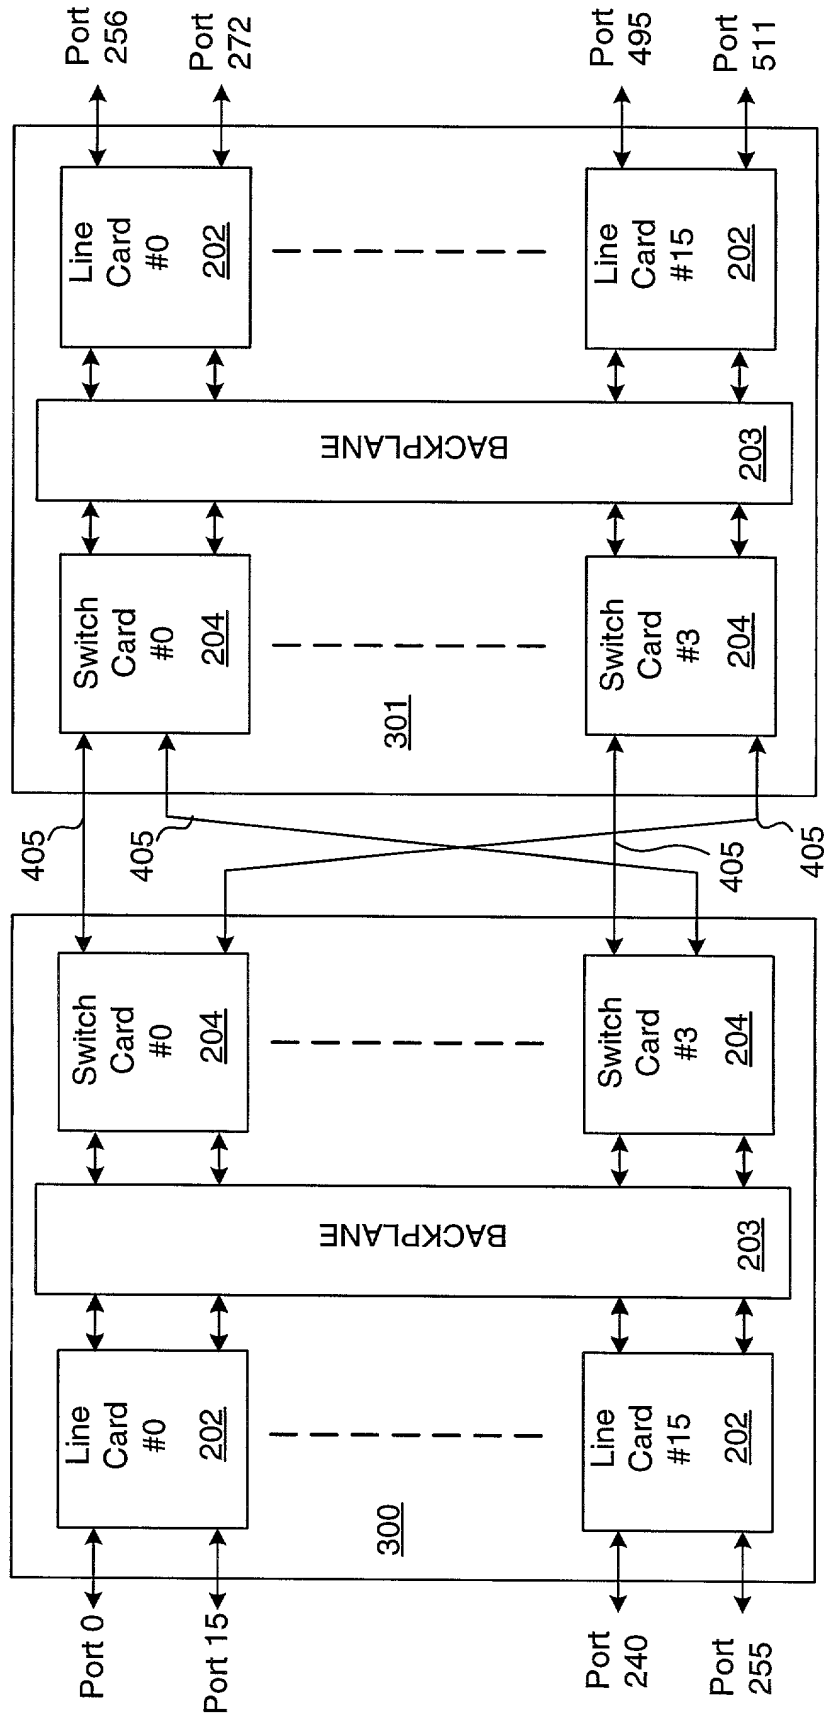 Port 0
Port 15
Port
240
Port
255
300
Line
Card
#0
202
Line
Card
#15
202
BACKPLANE
203
Switch
Card
#0
204
Switch
Card
#3
204
405
405
405
405
301
Switch
Card
#0
204
Switch
Card
#3
204
BACKPLANE
203
Line
Card
#0
202
Line
Card
#15
202
Port
256
Port
272
Port
495
Port
511